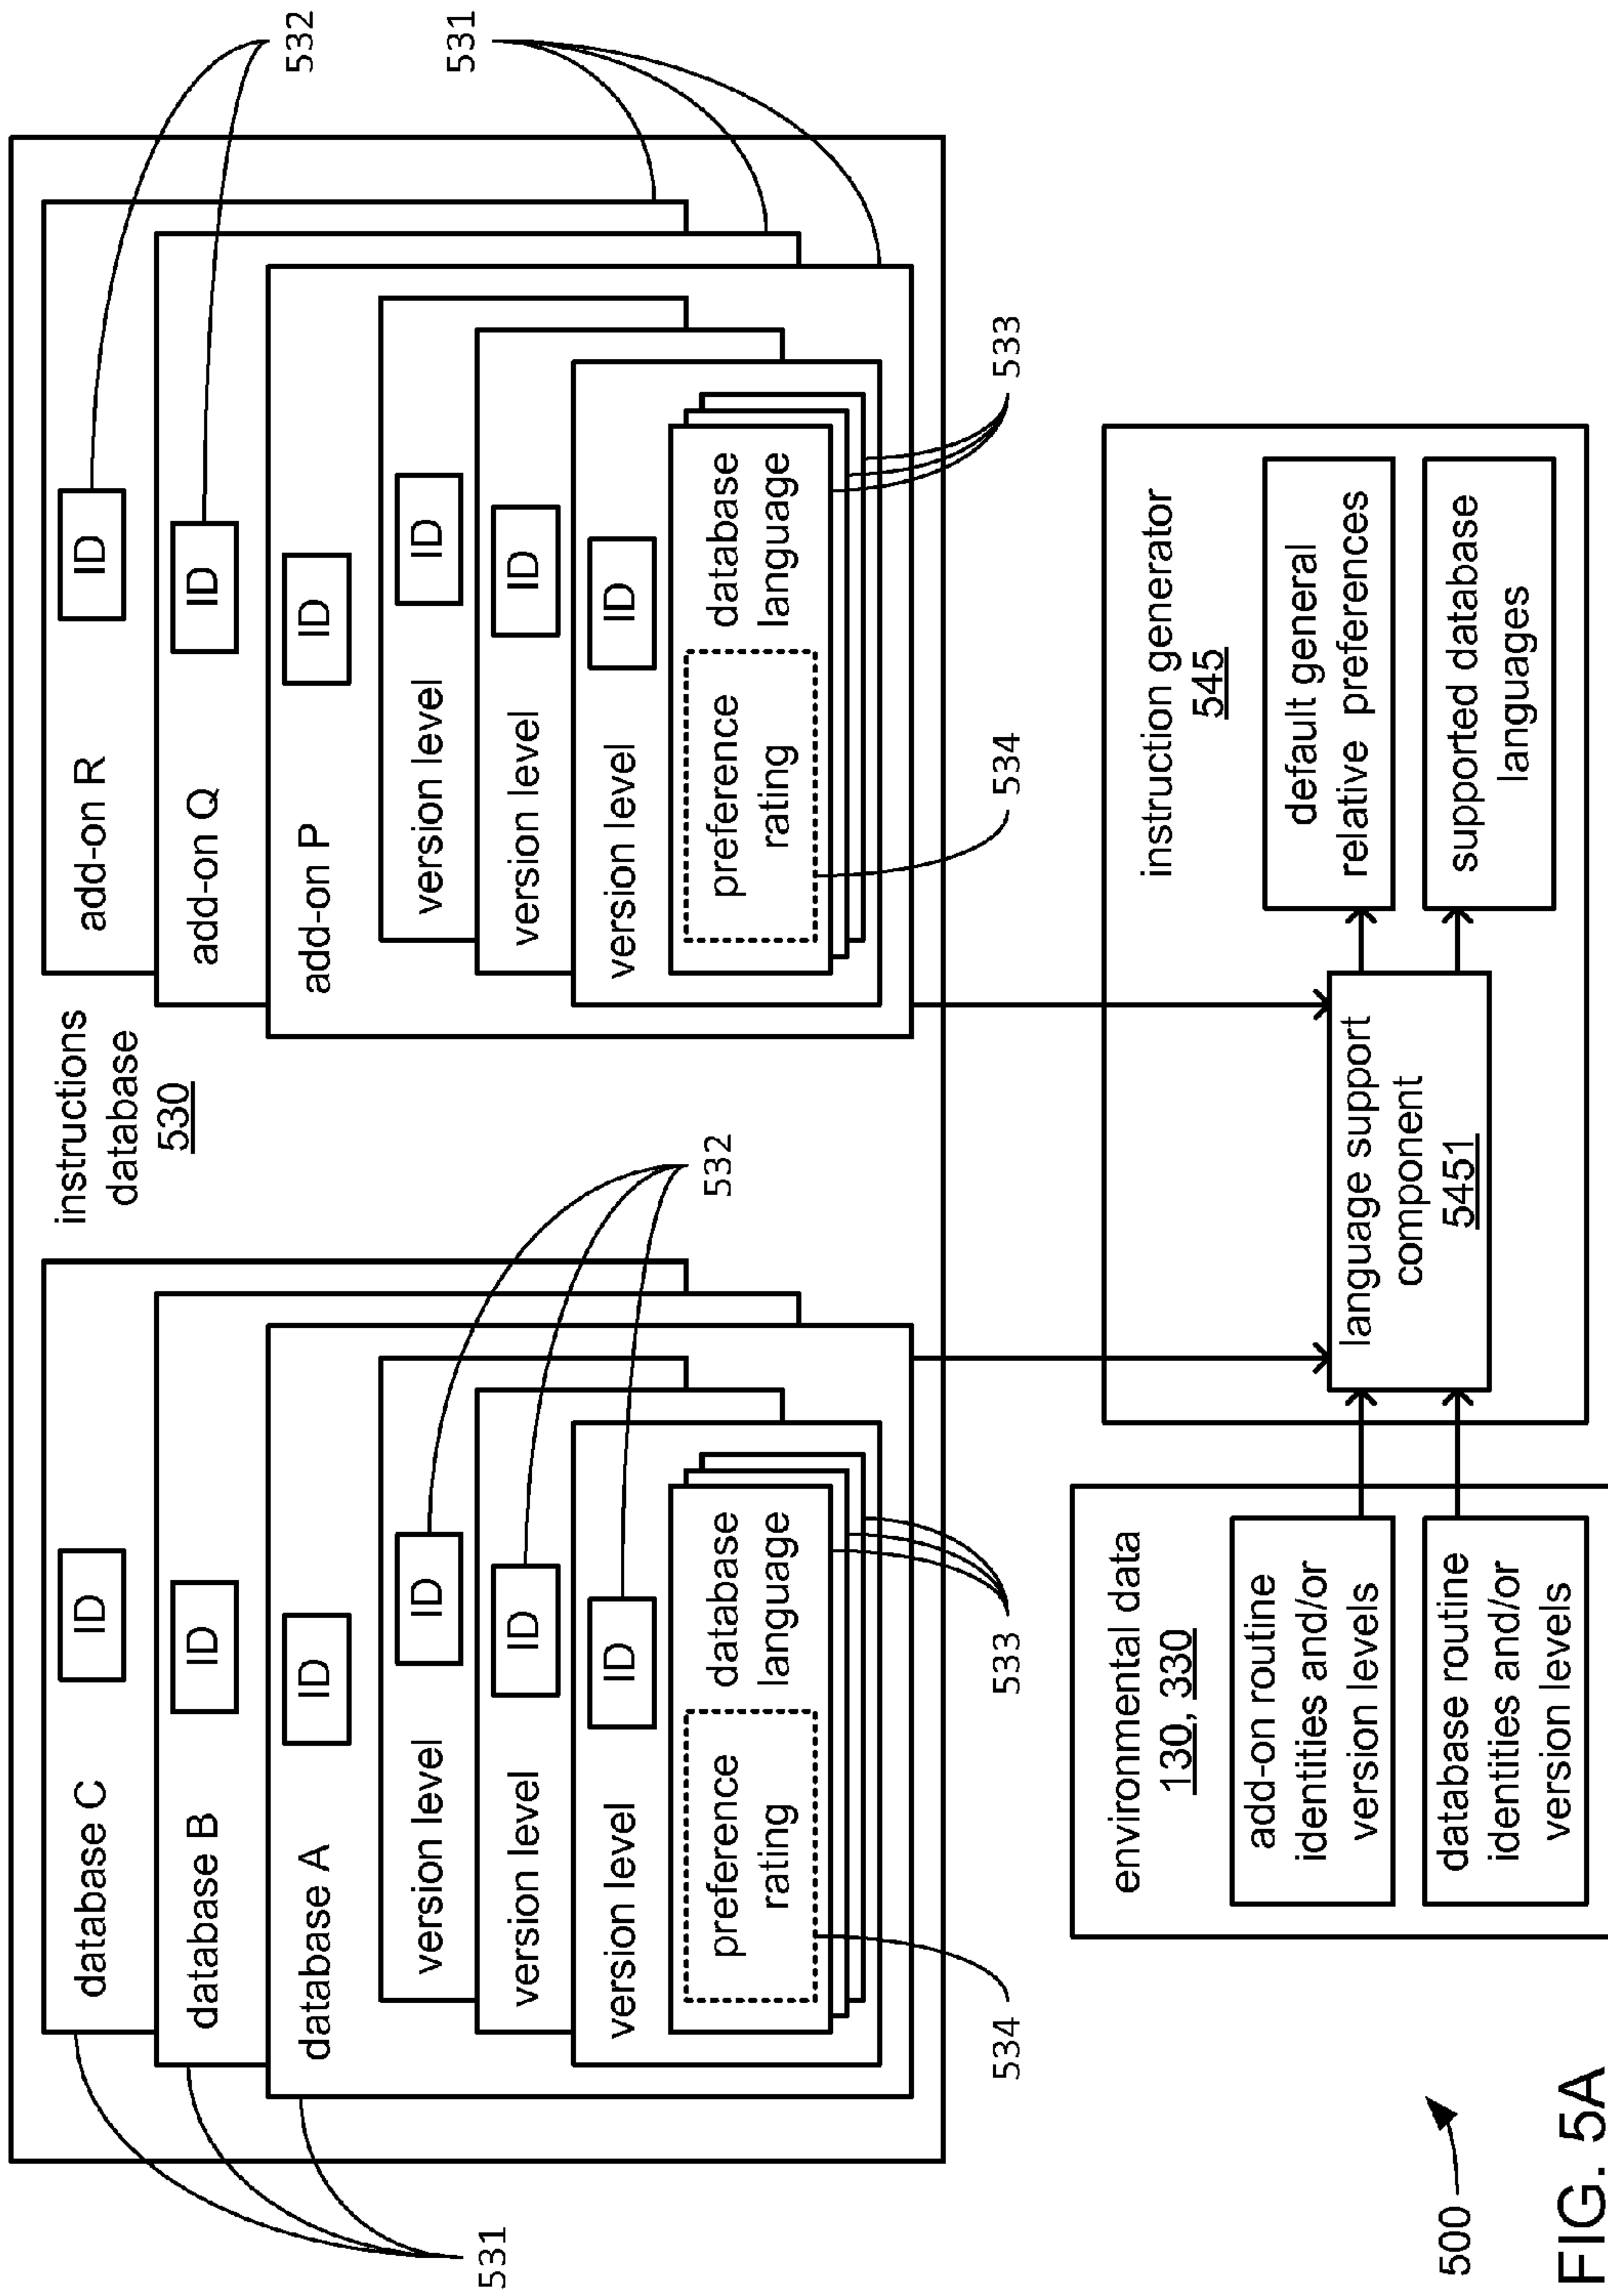 instructions
database
530
database C
ID
database B
ID
database A
ID
version level
ID
version level
ID
version level
ID
preference
rating
database
language
531
532
533
534
add-on R
ID
add-on Q
ID
add-on P
ID
version level
ID
version level
ID
version level
ID
preference
rating
database
language
532
531
533
534
environmental data
130, 330
add-on routine
identities and/or
version levels
database routine
identities and/or
version levels
instruction generator
545
language support
component
5451
default general
relative preferences
supported database
languages
500
FIG. 5A